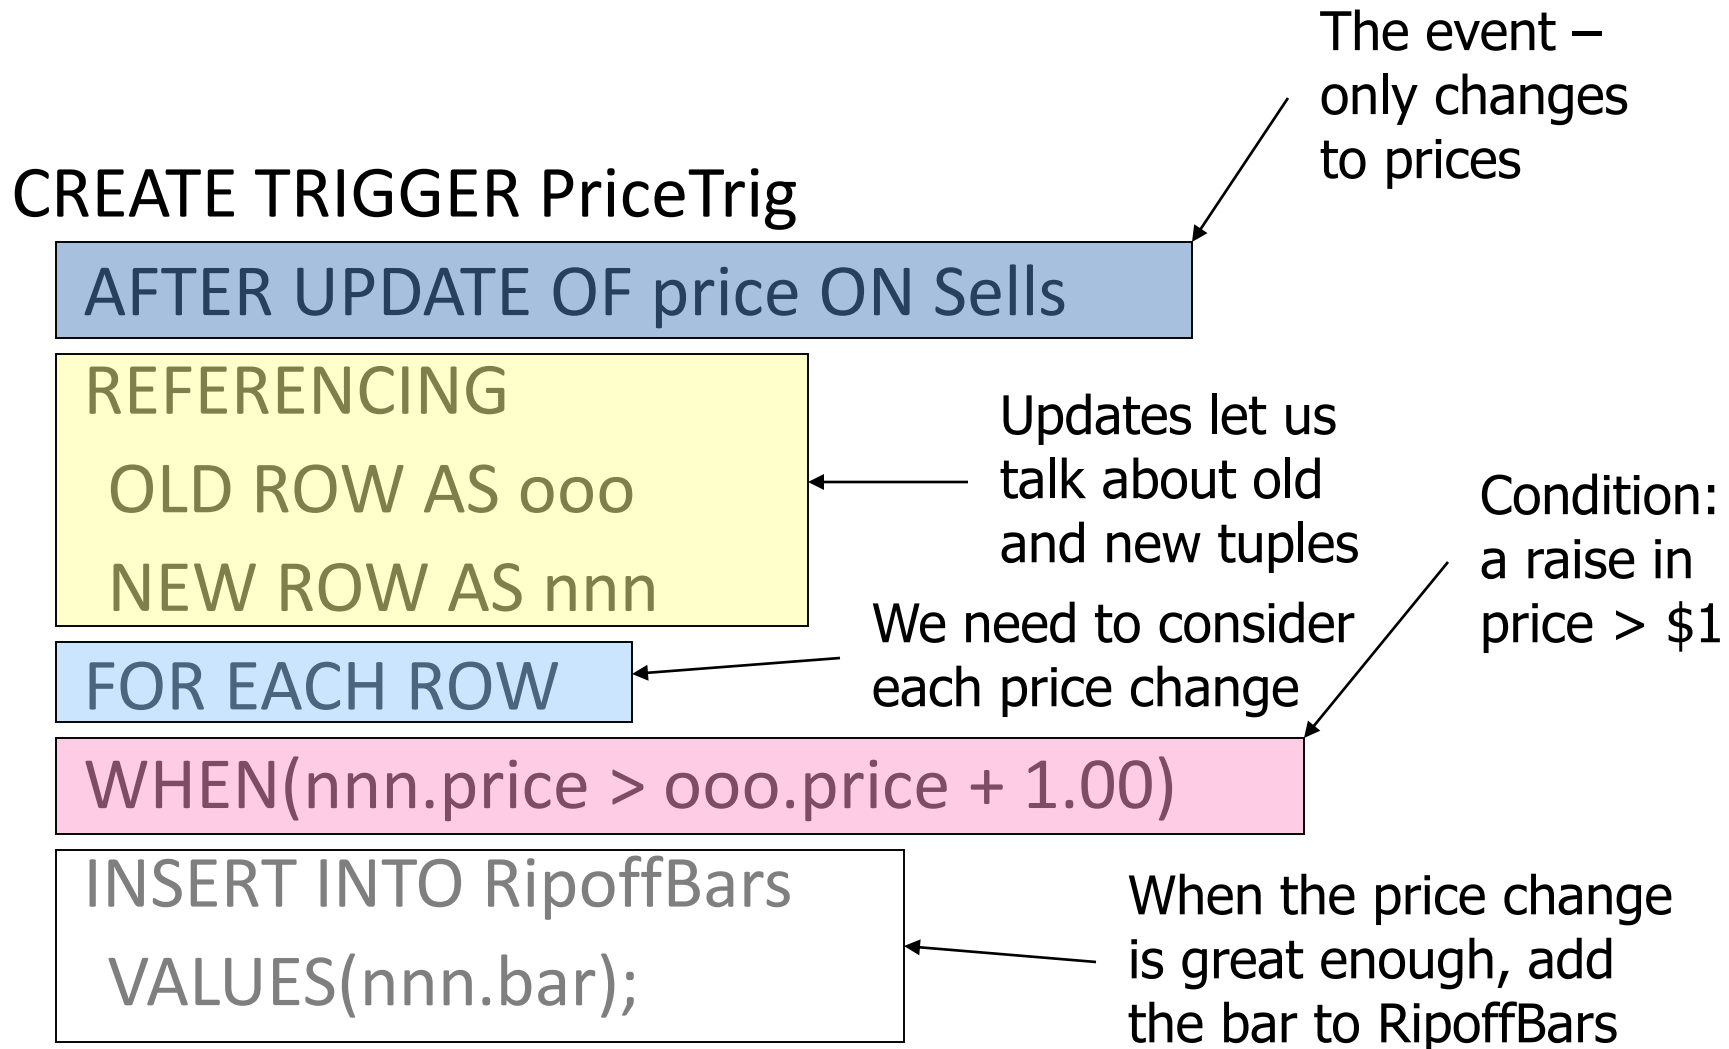 The event –
only changes
to prices
CREATE TRIGGER PriceTrig
AFTER UPDATE OF price ON Sells
REFERENCING
OLD ROW AS ooo
NEW ROW AS nnn
Updates let us
talk about old
and new tuples
Condition:
a raise in
price > $1
FOR EACH ROW
We need to consider
each price change
WHEN(nnn.price > ooo.price + 1.00)
INSERT INTO RipoffBars
VALUES(nnn.bar);
When the price change
is great enough, add
the bar to RipoffBars